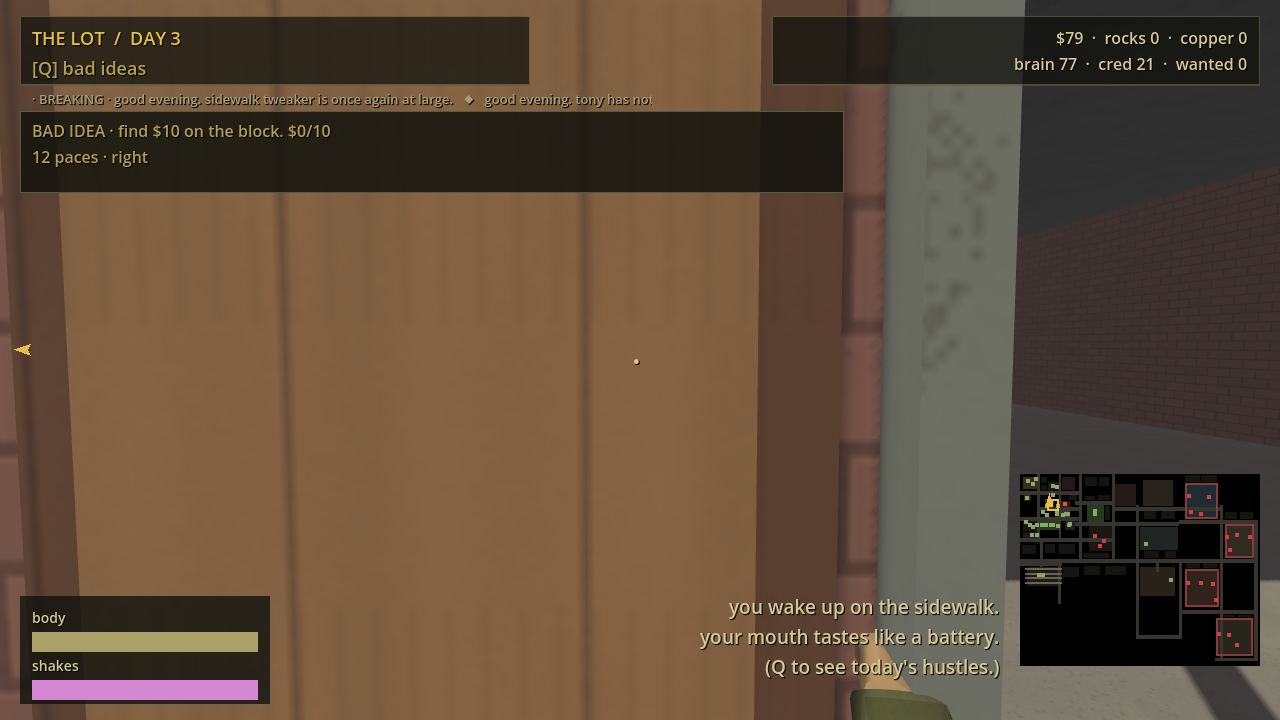 THE LOT / DAY 3
[Q] bad ideas
$79 · rocks 0 · copper 0
brain 77 · cred 21 · wanted 0
· BREAKING · good evening. sidewalk tweaker is once again at large. ◆ good evening. tony has not
BAD IDEA · find $10 on the block. $0/10
12 paces · right
body
shakes
you wake up on the sidewalk.
your mouth tastes like a battery.
(Q to see today's hustles.)